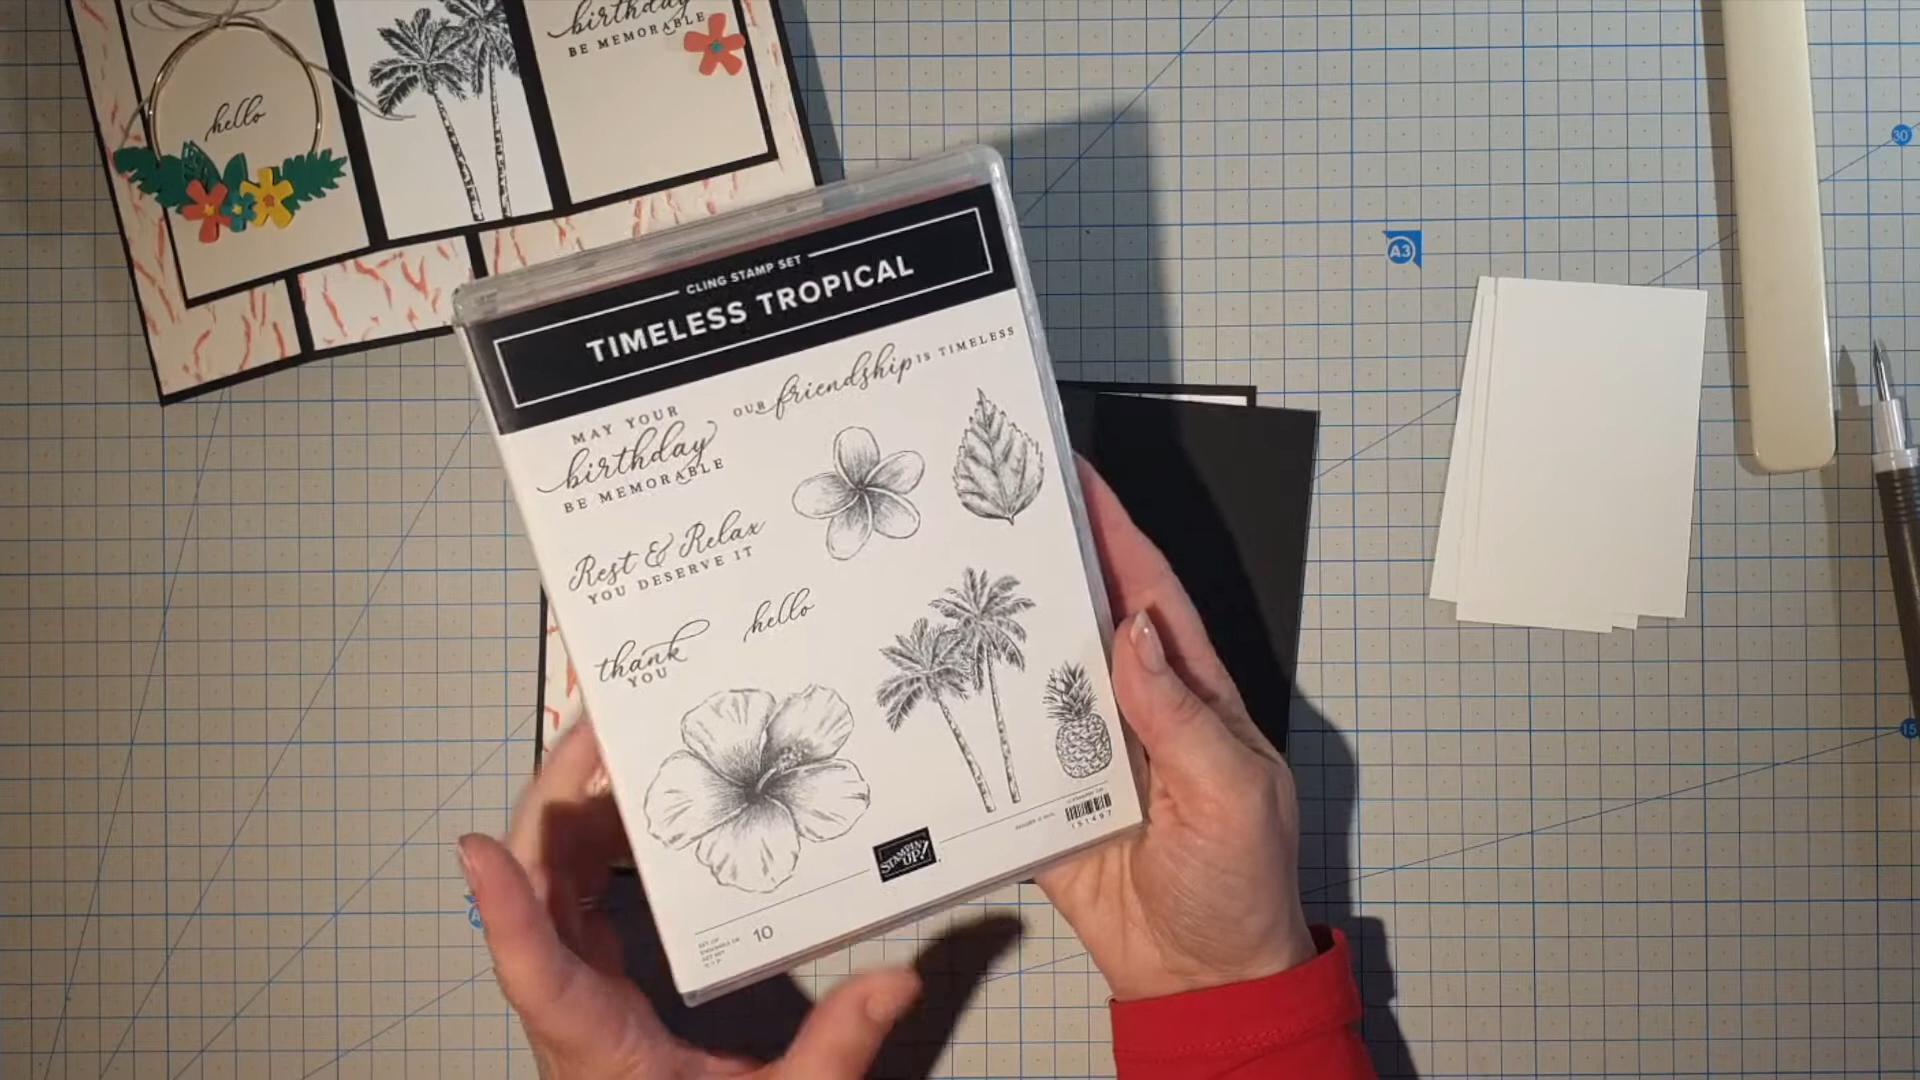 birthday
BE MEMORABLE
hello
CLING STAMP SET
TIMELESS TROPICAL
OUR friendship IS TIMELESS
MAY YOUR
birthday
BE MEMORABLE
Rest & Relax
YOU DESERVE IT
hello
thank
YOU
STAMPIN'
UP!
151497
10
A3
30
15